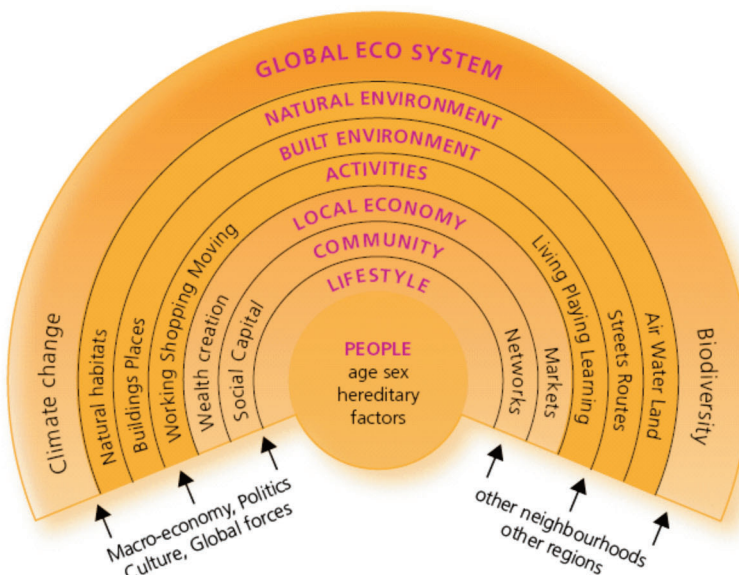 GLOBAL ECO SYSTEM
NATURAL ENVIRONMENT
BUILT ENVIRONMENT
ACTIVITIES
LOCAL ECONOMY
COMMUNITY
LIFESTYLE
PEOPLE
age sex
hereditary
factors
Climate change
Natural habitats
Buildings Places
Working Shopping Moving
Wealth creation
Social Capital
Networks
Markets
Living Playing Learning
Streets Routes
Air Water Land
Biodiversity
Macro-economy, Politics
Culture, Global forces
other neighbourhoods
other regions